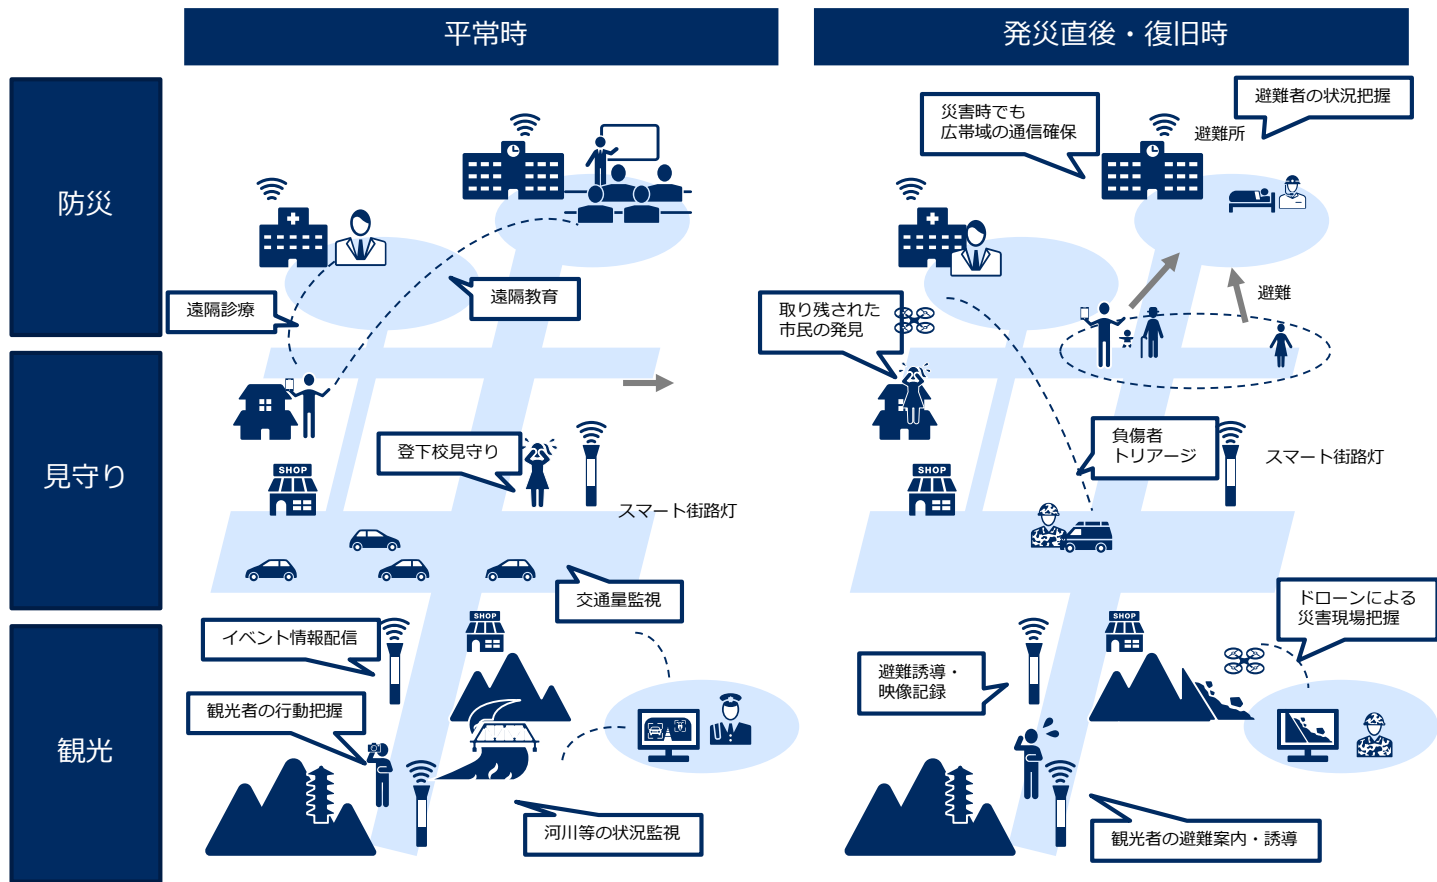 平常時
発災直後・復旧時
防災
見守り
観光
遠隔診療
遠隔教育
登下校見守り
SHOP
スマート街路灯
交通量監視
イベント情報配信
SHOP
観光者の行動把握
河川等の状況監視
災害時でも
広帯域の通信確保
避難者の状況把握
避難所
取り残された
市民の発見
避難
負傷者
トリアージ
スマート街路灯
SHOP
ドローンによる
災害現場把握
SHOP
避難誘導・
映像記録
観光者の避難案内・誘導